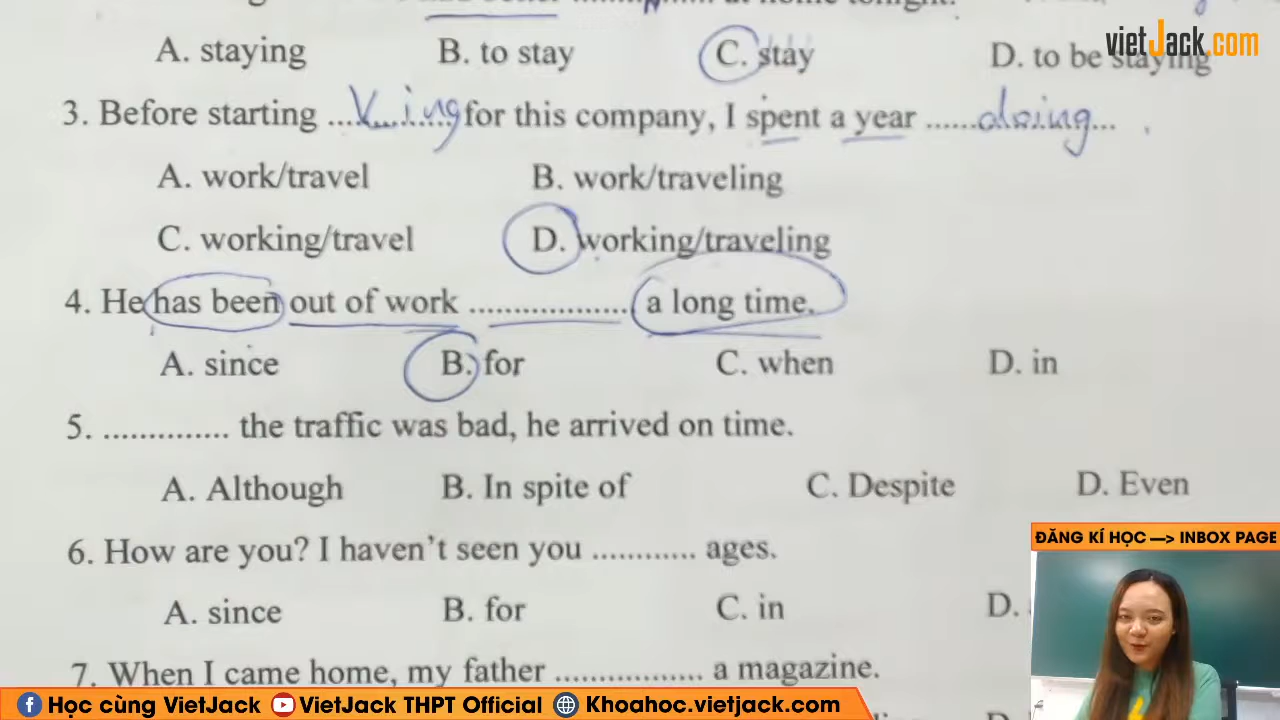 vietJack.com
A. staying B. to stay C. stay D. to be staying
3. Before starting .......... for this company, I spent a year ......doing... .
A. work/travel B. work/traveling
C. working/travel D. working/traveling
4. He has been out of work .................. a long time.
A. since B. for C. when D. in
5. .............. the traffic was bad, he arrived on time.
A. Although B. In spite of C. Despite D. Even
6. How are you? I haven't seen you ............ ages.
A. since B. for C. in D.
7. When I came home, my father ................. a magazine.
ĐĂNG KÍ HỌC —> INBOX PAGE
Học cùng VietJack VietJack THPT Official Khoahoc.vietjack.com